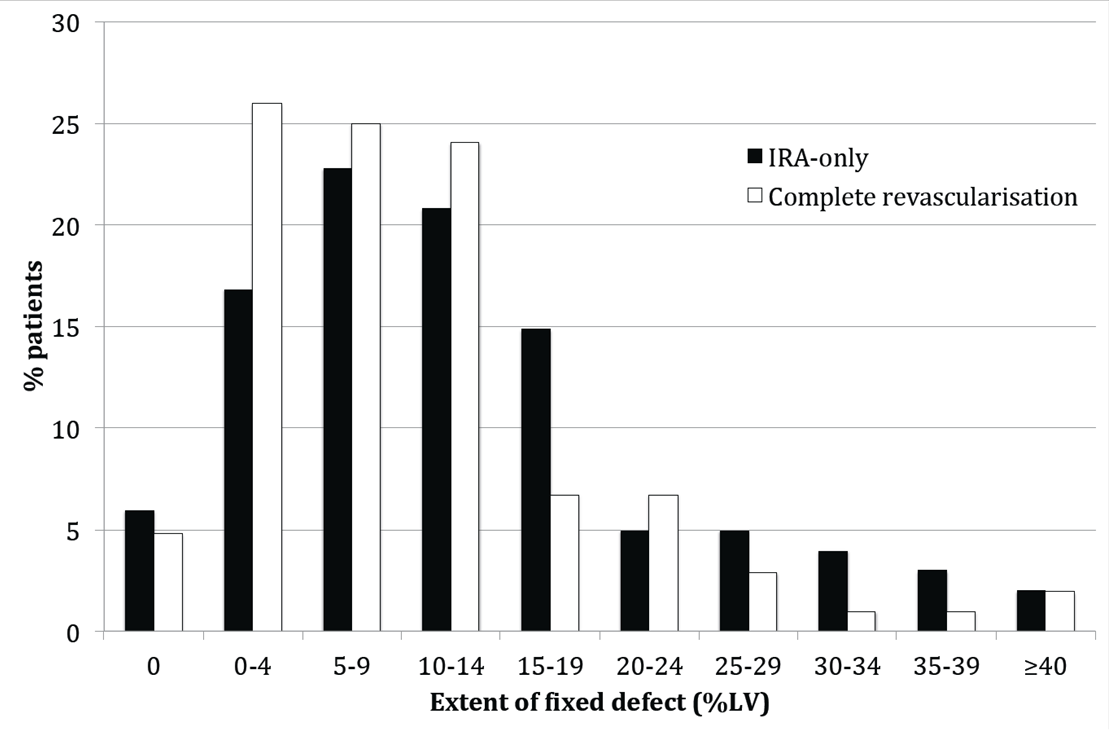 30
25
20
15
10
5
0
% patients
IRA-only
Complete revascularisation
0 0-4 5-9 10-14 15-19 20-24 25-29 30-34 35-39 ≥40
Extent of fixed defect (%LV)